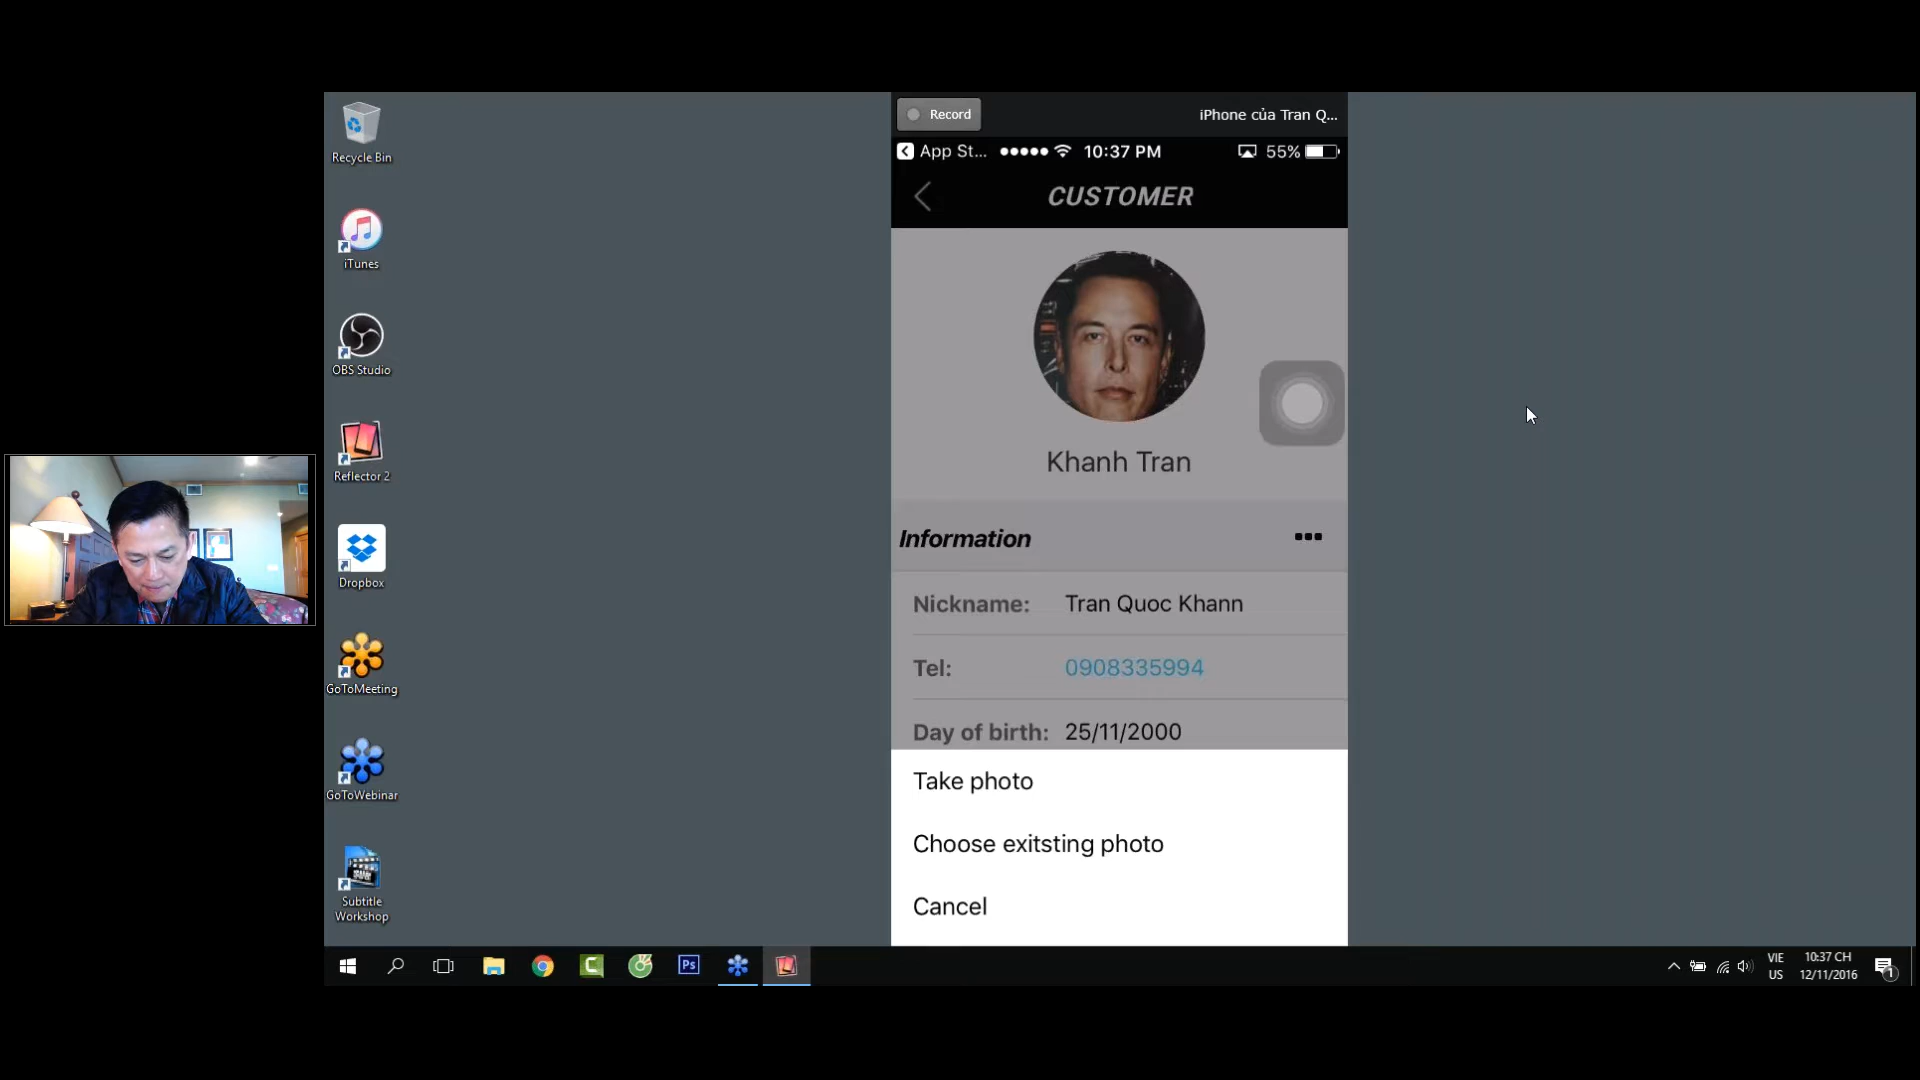 Recycle Bin
iTunes
OBS Studio
Reflector 2
Dropbox
GoToMeeting
GoToWebinar
Subtitle
Workshop
Record
iPhone của Tran Q...
App St...
10:37 PM
55%
CUSTOMER
Khanh Tran
Information
Nickname: Tran Quoc Khann
Tel: 0908335994
Day of birth: 25/11/2000
Take photo
Choose exitsting photo
Cancel
Ps
VIE
US
10:37 CH
12/11/2016
1